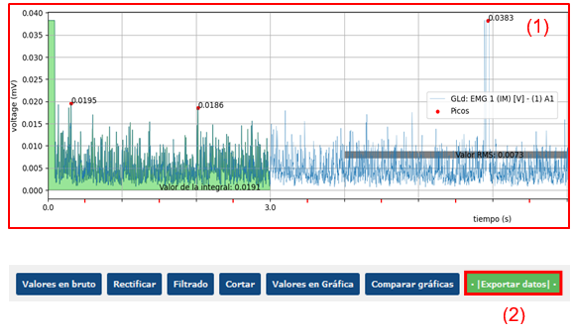 0.040
0.035
0.030
0.025
0.020
0.015
0.010
0.005
0.000
voltage (mV)
0.0383
(1)
0.0195
0.0186
GLd: EMG 1 (IM) [V] - (1) A1
Picos
Valor RMS: 0.0073
Valor de la integral: 0.0191
0.0
3.0
tiempo (s)
Valores en bruto
Rectificar
Filtrado
Cortar
Valores en Gráfica
Comparar gráficas
· |Exportar datos| ·
(2)